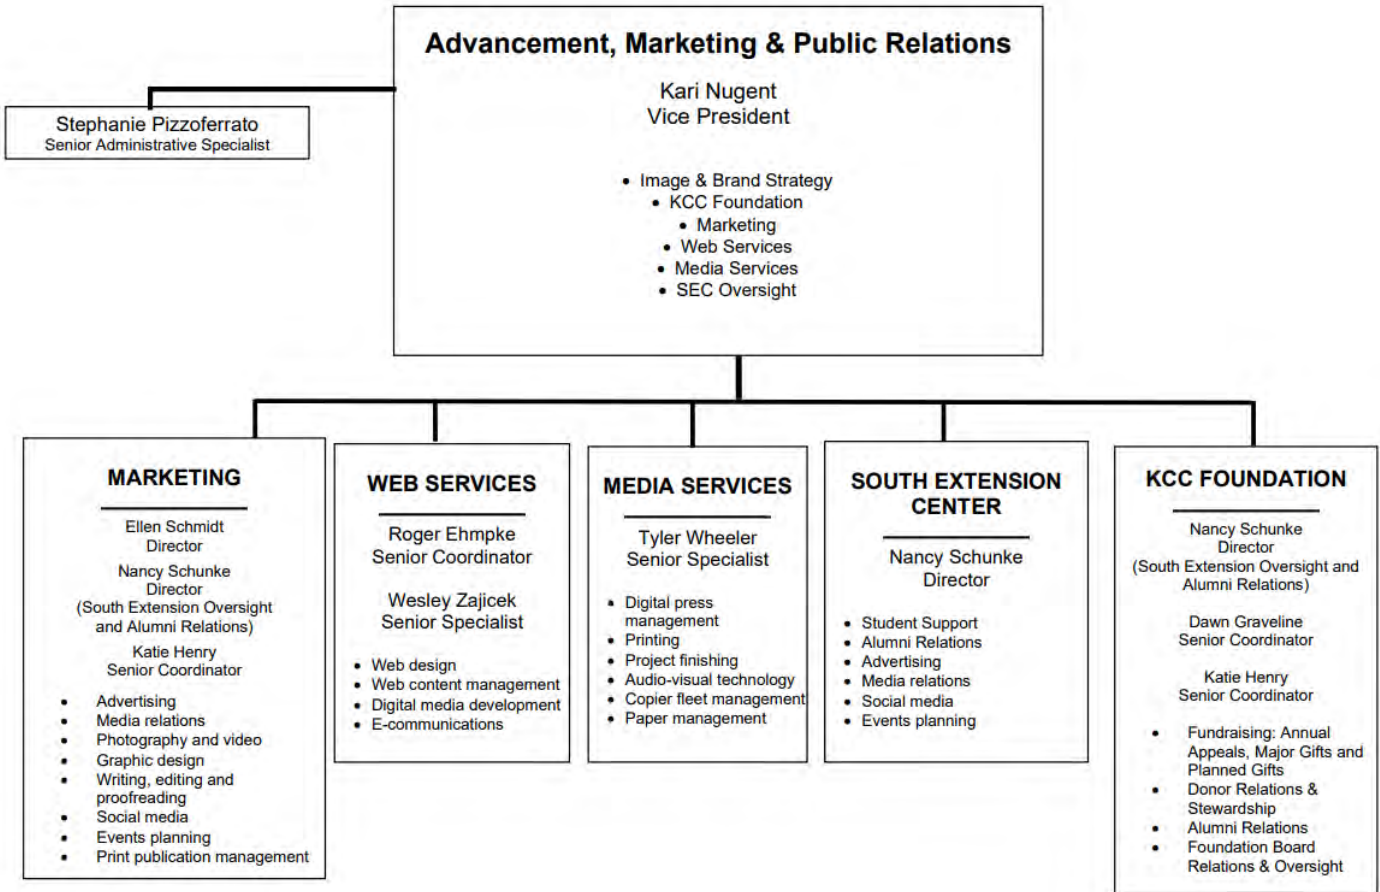 Advancement, Marketing & Public Relations
Kari Nugent
Vice President
• Image & Brand Strategy
• KCC Foundation
• Marketing
• Web Services
• Media Services
• SEC Oversight
Stephanie Pizzoferrato
Senior Administrative Specialist
MARKETING
Ellen Schmidt
Director
Nancy Schunke
Director
(South Extension Oversight
and Alumni Relations)
Katie Henry
Senior Coordinator
• Advertising
• Media relations
• Photography and video
• Graphic design
• Writing, editing and
proofreading
• Social media
• Events planning
• Print publication management
WEB SERVICES
Roger Ehmpke
Senior Coordinator
Wesley Zajicek
Senior Specialist
• Web design
• Web content management
• Digital media development
• E-communications
MEDIA SERVICES
Tyler Wheeler
Senior Specialist
• Digital press
management
• Printing
• Project finishing
• Audio-visual technology
• Copier fleet management
• Paper management
SOUTH EXTENSION
CENTER
Nancy Schunke
Director
• Student Support
• Alumni Relations
• Advertising
• Media relations
• Social media
• Events planning
KCC FOUNDATION
Nancy Schunke
Director
(South Extension Oversight and
Alumni Relations)
Dawn Graveline
Senior Coordinator
Katie Henry
Senior Coordinator
• Fundraising: Annual
Appeals, Major Gifts and
Planned Gifts
• Donor Relations &
Stewardship
• Alumni Relations
• Foundation Board
Relations & Oversight